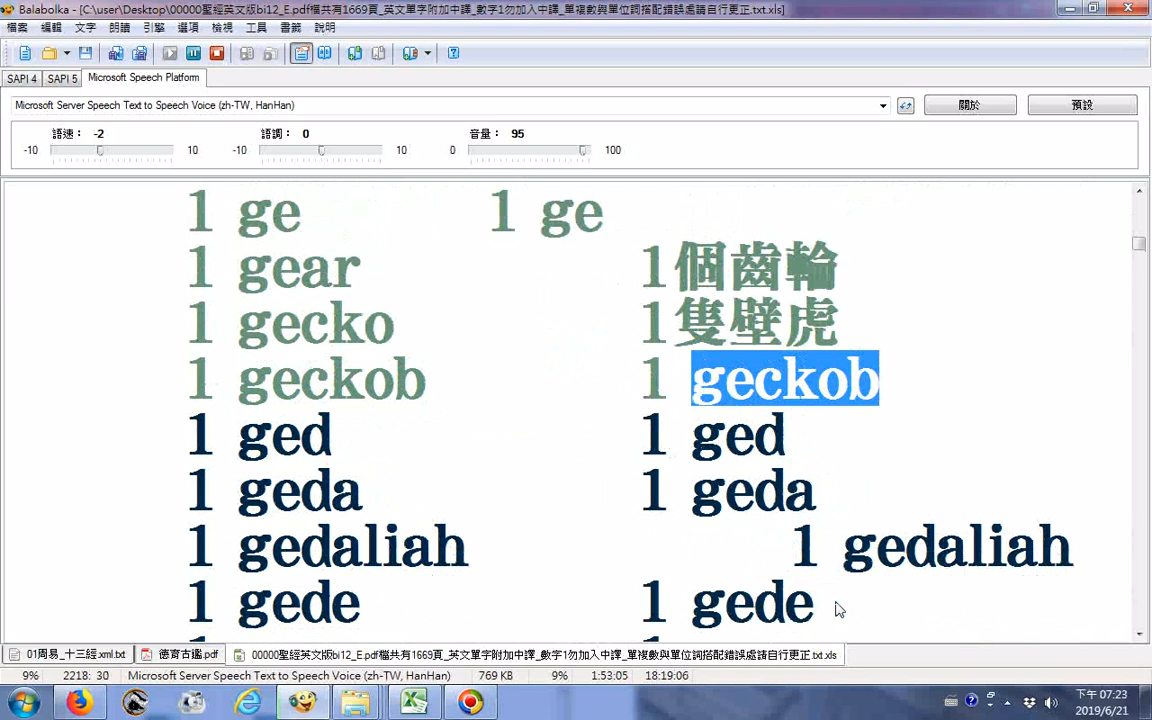 Balabolka - [C:\user\Desktop\00000聖經英文版bi12_E.pdf檔共有1669頁_英文單字附加中譯_數字1勿加入中譯_單複數與單位詞搭配錯誤處請自行更正.txt.xls]
檔案 編輯 文字 朗讀 引擎 選項 檢視 工具 書籤 說明
SAPI 4 SAPI 5 Microsoft Speech Platform
Microsoft Server Speech Text to Speech Voice (zh-TW, HanHan) 關於 預設
語速： -2 語調： 0 音量： 95
-10 10 -10 10 0 100
1 ge 1 ge
1 gear 1個齒輪
1 gecko 1隻壁虎
1 geckob 1 geckob
1 ged 1 ged
1 geda 1 geda
1 gedaliah 1 gedaliah
1 gede 1 gede
01周易_十三經.xml.txt 德育古鑑.pdf 00000聖經英文版bi12_E.pdf檔共有1669頁_英文單字附加中譯_數字1勿加入中譯_單複數與單位詞搭配錯誤處請自行更正.txt.xls
9% 2218: 30 Microsoft Server Speech Text to Speech Voice (zh-TW, HanHan) 769 KB 9% 1:53:05 18:19:06
下午 07:23
2019/6/21